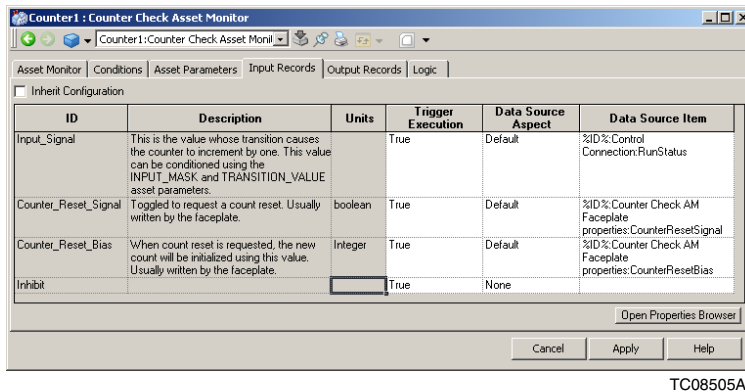 Counter1 : Counter Check Asset Monitor
Counter1:Counter Check Asset Monit
Asset Monitor | Conditions | Asset Parameters | Input Records | Output Records | Logic
Inherit Configuration
ID Description Units Trigger Execution Data Source Aspect Data Source Item
Input_Signal This is the value whose transition causes True Default %ID%:Control
the counter to increment by one. This value Connection:RunStatus
can be conditioned using the
INPUT_MASK and TRANSITION_VALUE
asset parameters.
Counter_Reset_Signal Toggled to request a count reset. Usually boolean True Default %ID%:Counter Check AM
written by the faceplate. Faceplate
properties:CounterResetSignal
Counter_Reset_Bias When count reset is requested, the new Integer True Default %ID%:Counter Check AM
count will be initialized using this value. Faceplate
Usually written by the faceplate. properties:CounterResetBias
Inhibit True None
Open Properties Browser
Cancel Apply Help
TC08505A